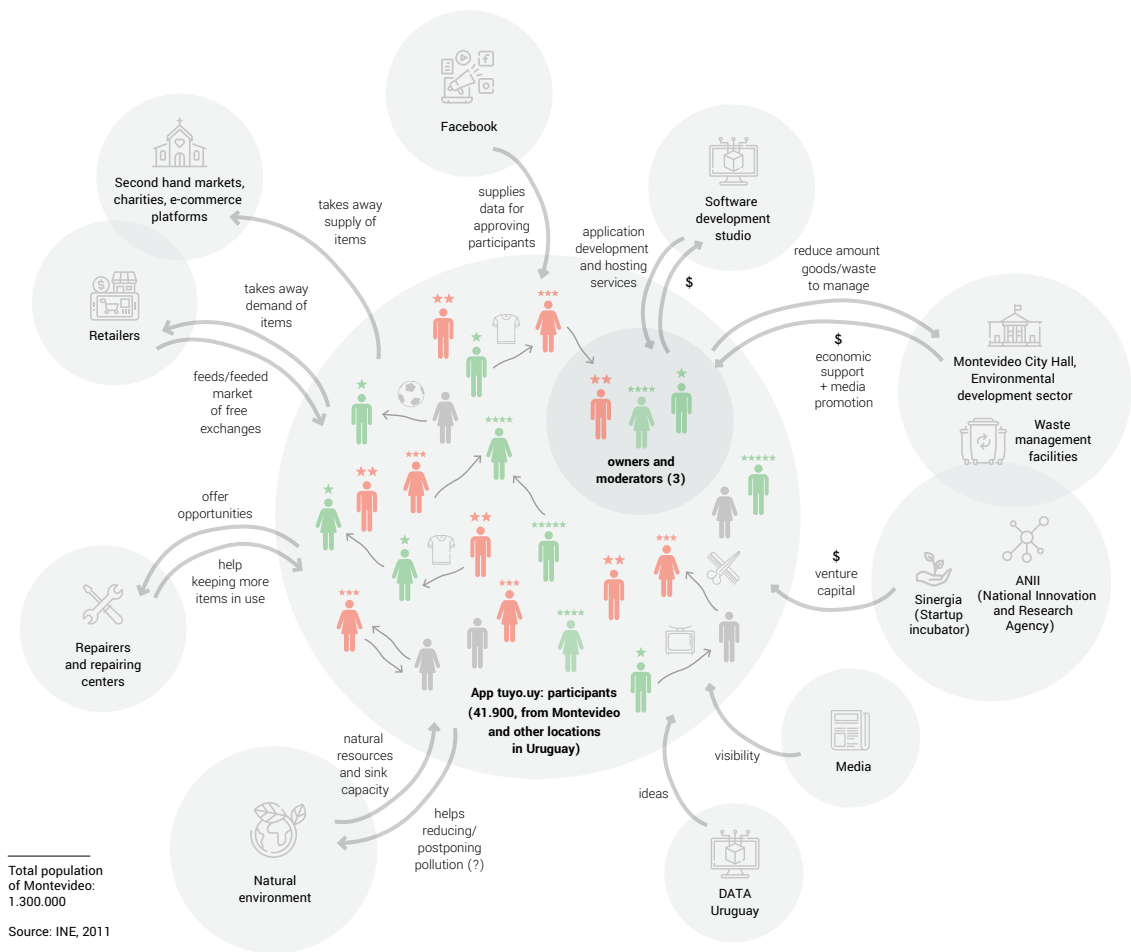 Facebook
Second hand markets,
charities, e-commerce
platforms
takes away
supply of
items
supplies
data for
approving
participants
Software
development
studio
application
development
and hosting
services
$
reduce amount
goods/waste
to manage
Retailers
takes away
demand of
items
feeds/feeded
market
of free
exchanges
$
economic
support
+ media
promotion
Montevideo City Hall,
Environmental
development sector
Waste
management
facilities
owners and
moderators (3)
offer
opportunities
help
keeping more
items in use
Repairers
and repairing
centers
$
venture
capital
Sinergia
(Startup
incubator)
ANII
(National Innovation
and Research
Agency)
App tuyo.uy: participants
(41.900, from Montevideo
and other locations
in Uruguay)
natural
resources
and sink
capacity
helps
reducing/
postponing
pollution (?)
Natural
environment
visibility
Media
ideas
DATA
Uruguay
Total population
of Montevideo:
1.300.000
Source: INE, 2011